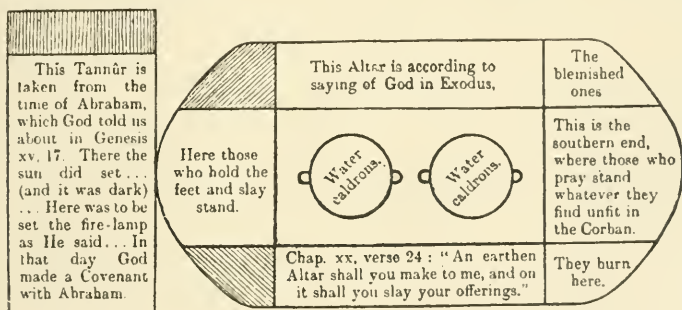 This Tannûr is
taken from the
time of Abraham,
which God told us
about in Genesis
xv, 17. There the
sun did set...
(and it was dark)
... Here was to be
set the fire-lamp
as He said... In
that day God
made a Covenant
with Abraham.
Here those
who hold the
feet and slay
stand.
This Altar is according to
saying of God in Exodus,
Water
caldrons.
Water
caldrons.
Chap. xx, verse 24 : "An earthen
Altar shall you make to me, and on
it shall you slay your offerings."
The
blemished
ones
This is the
southern end,
where those who
pray stand
whatever they
find unfit in
the Corban.
They burn
here.